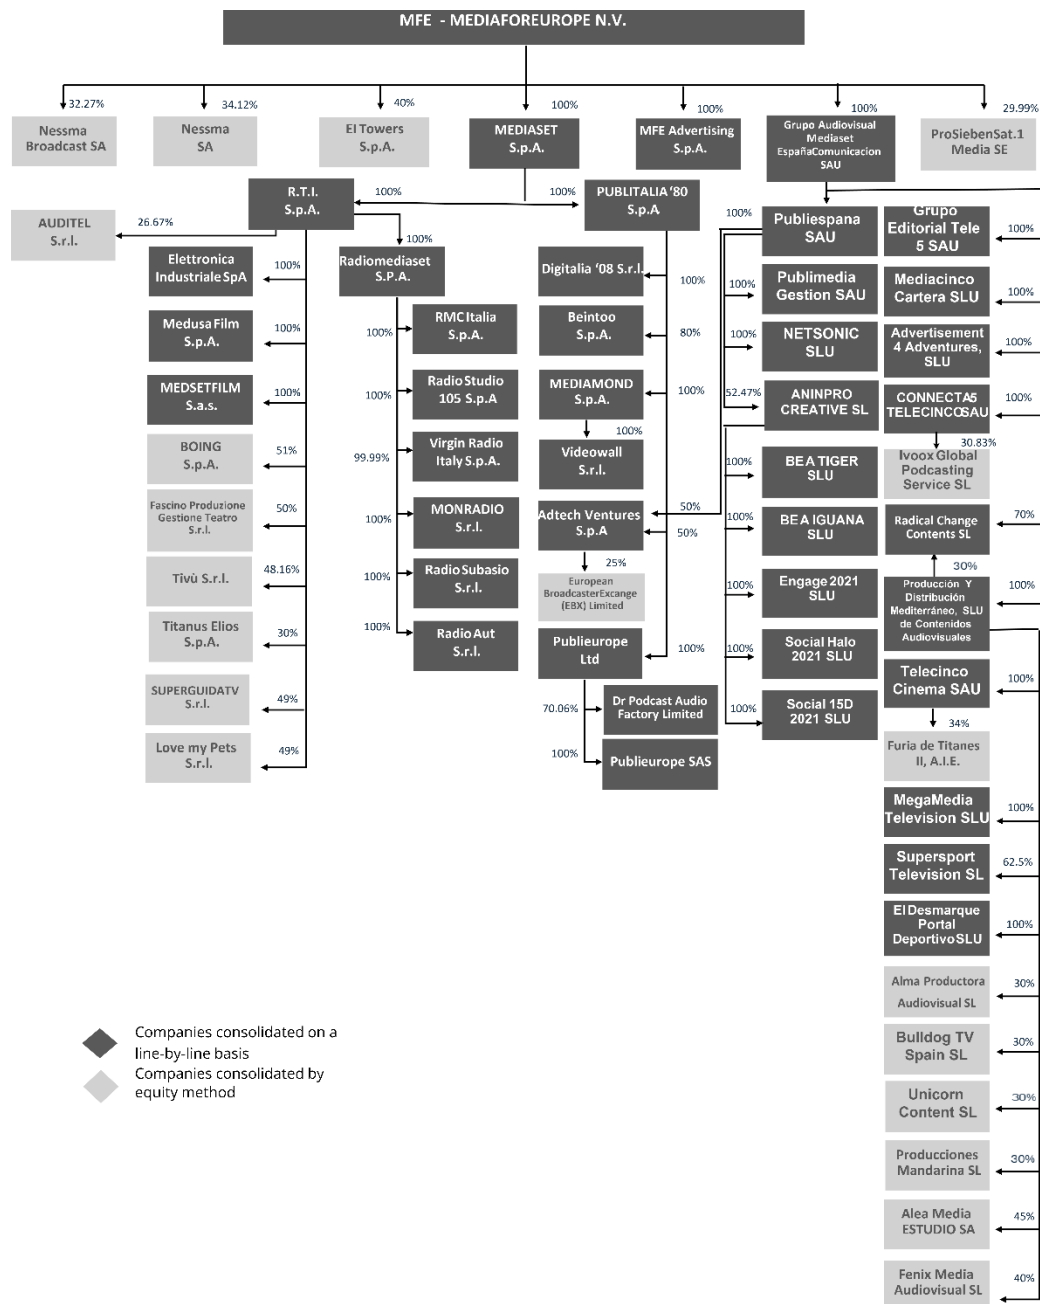 MFE - MEDIAFOREUROPE N.V.
32.27%
34.12%
40%
100%
100%
100%
29.99%
Nessma
Broadcast SA
Nessma
SA
EI Towers
S.p.A.
MEDIASET
S.p.A.
MFE Advertising
S.p.A.
Grupo Audiovisual
Mediaset
EspañaComunicacion
SAU
ProSiebenSat.1
Media SE
R.T.I.
S.p.A.
100%
100%
PUBLITALIA '80
S.p.A
AUDITEL
S.r.l.
26.67%
Elettronica
Industriale SpA
100%
Medusa Film
S.p.A.
100%
MEDSETFILM
S.a.s.
100%
BOING
S.p.A.
51%
Fascino Produzione
Gestione Teatro
S.r.l.
50%
Tivù S.r.l.
48.16%
Titanus Elios
S.p.A.
30%
SUPERGUIDATV
S.r.l.
49%
Love my Pets
S.r.l.
49%
100%
Radiomediaset
S.P.A.
RMC Italia
S.p.A.
100%
Radio Studio
105 S.p.A
100%
Virgin Radio
Italy S.p.A.
99.99%
MONRADIO
S.r.l.
100%
Radio Subasio
S.r.l.
100%
Radio Aut
S.r.l.
100%
Digitalia '08 S.r.l.
100%
Beintoo
S.p.A.
80%
MEDIAMOND
S.p.A.
100%
100%
Videowall
S.r.l.
Adtech Ventures
S.p.A
50%
50%
25%
European
BroadcasterExcange
(EBX) Limited
Publieurope
Ltd
100%
70.06%
Dr Podcast Audio
Factory Limited
100%
Publieurope SAS
100%
Publiespana
SAU
100%
Publimedia
Gestion SAU
100%
NETSONIC
SLU
52.47%
ANINPRO
CREATIVE SL
100%
BE A TIGER
SLU
100%
BE A IGUANA
SLU
100%
Engage 2021
SLU
100%
Social Halo
2021 SLU
100%
Social 15D
2021 SLU
Grupo
Editorial Tele
5 SAU
100%
Mediacinco
Cartera SLU
100%
Advertisement
4 Adventures,
SLU
100%
CONNECTA5
TELECINCOSAU
100%
30.83%
Ivoox Global
Podcasting
Service SL
Radical Change
Contents SL
70%
30%
Producción Y
Distribución
Mediterráneo, SLU
de Contenidos
Audiovisuales
100%
Telecinco
Cinema SAU
100%
34%
Furia de Titanes
II, A.I.E.
MegaMedia
Television SLU
100%
Supersport
Television SL
62.5%
El Desmarque
Portal
Deportivo SLU
100%
Alma Productora
Audiovisual SL
30%
Bulldog TV
Spain SL
30%
Unicorn
Content SL
30%
Producciones
Mandarina SL
30%
Alea Media
ESTUDIO SA
45%
Fenix Media
Audiovisual SL
40%
Companies consolidated on a
line-by-line basis
Companies consolidated by
equity method